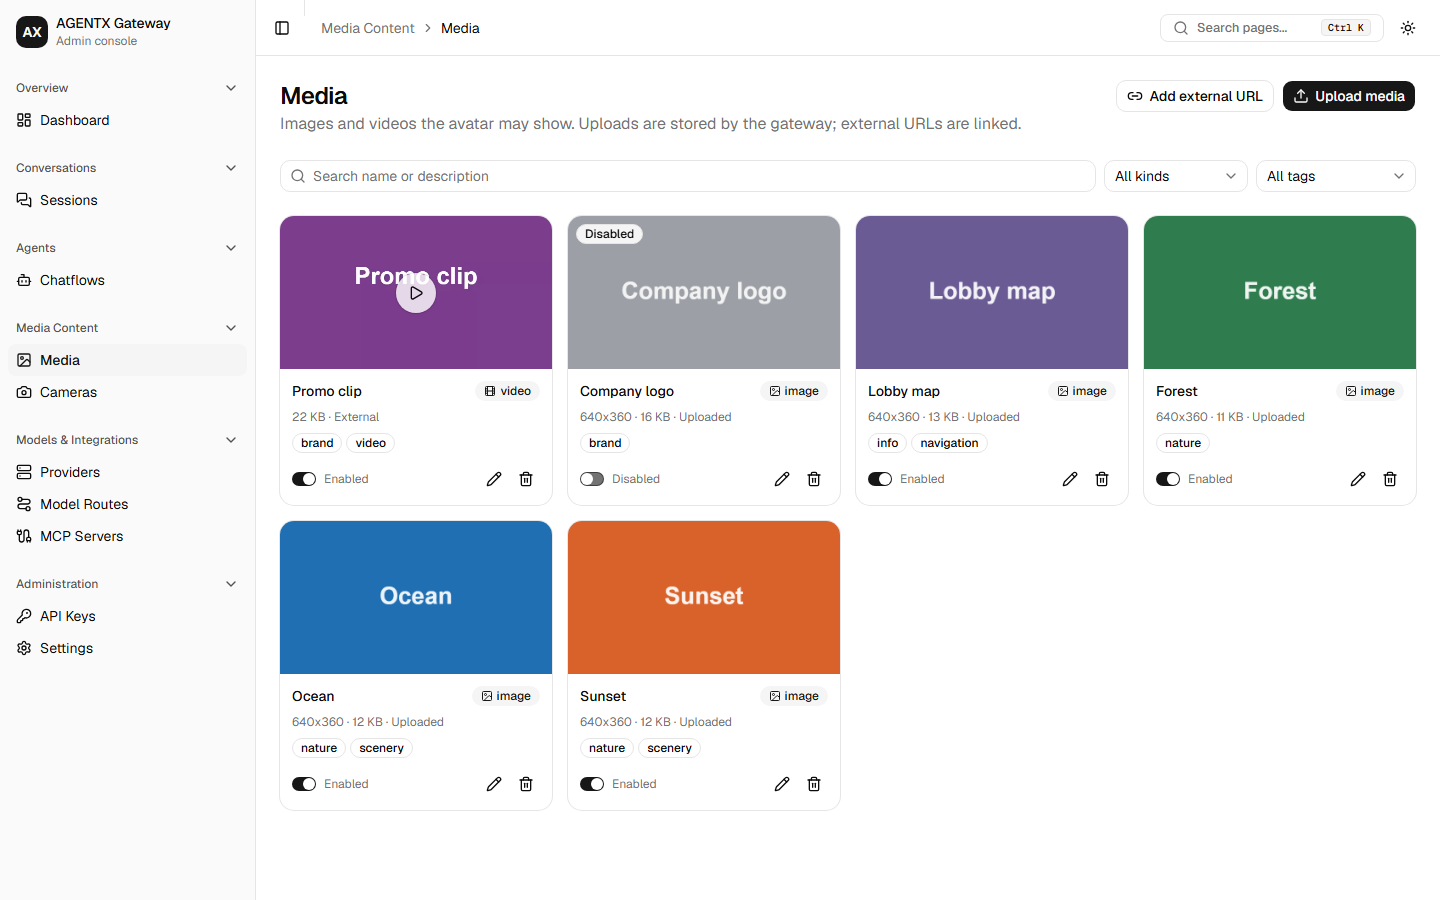 AX
AGENTX Gateway
Admin console
Overview
Dashboard
Conversations
Sessions
Agents
Chatflows
Media Content
Media
Cameras
Models & Integrations
Providers
Model Routes
MCP Servers
Administration
API Keys
Settings
Media Content > Media
Search pages...
Ctrl K
Media
Images and videos the avatar may show. Uploads are stored by the gateway; external URLs are linked.
Add external URL
Upload media
Search name or description
All kinds
All tags
Promo clip
Promo clip
video
22 KB · External
brand
video
Enabled
Disabled
Company logo
Company logo
image
640x360 · 16 KB · Uploaded
brand
Disabled
Lobby map
Lobby map
image
640x360 · 13 KB · Uploaded
info
navigation
Enabled
Forest
Forest
image
640x360 · 11 KB · Uploaded
nature
Enabled
Ocean
Ocean
image
640x360 · 12 KB · Uploaded
nature
scenery
Enabled
Sunset
Sunset
image
640x360 · 12 KB · Uploaded
nature
scenery
Enabled